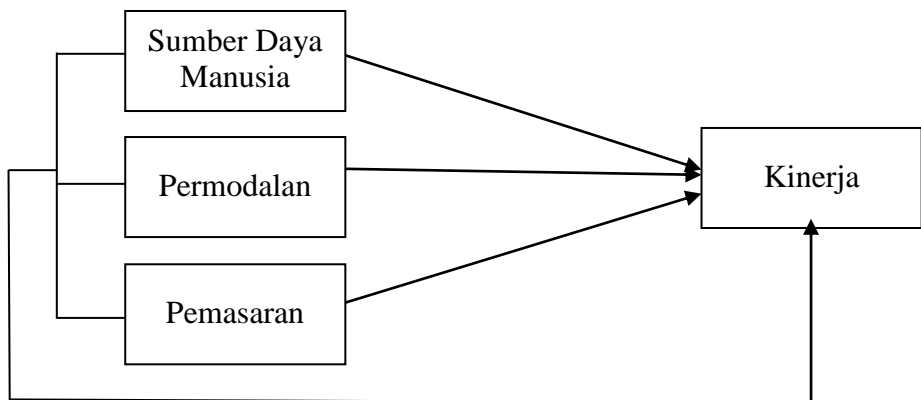 Sumber Daya
Manusia
Permodalan
Kinerja
Pemasaran